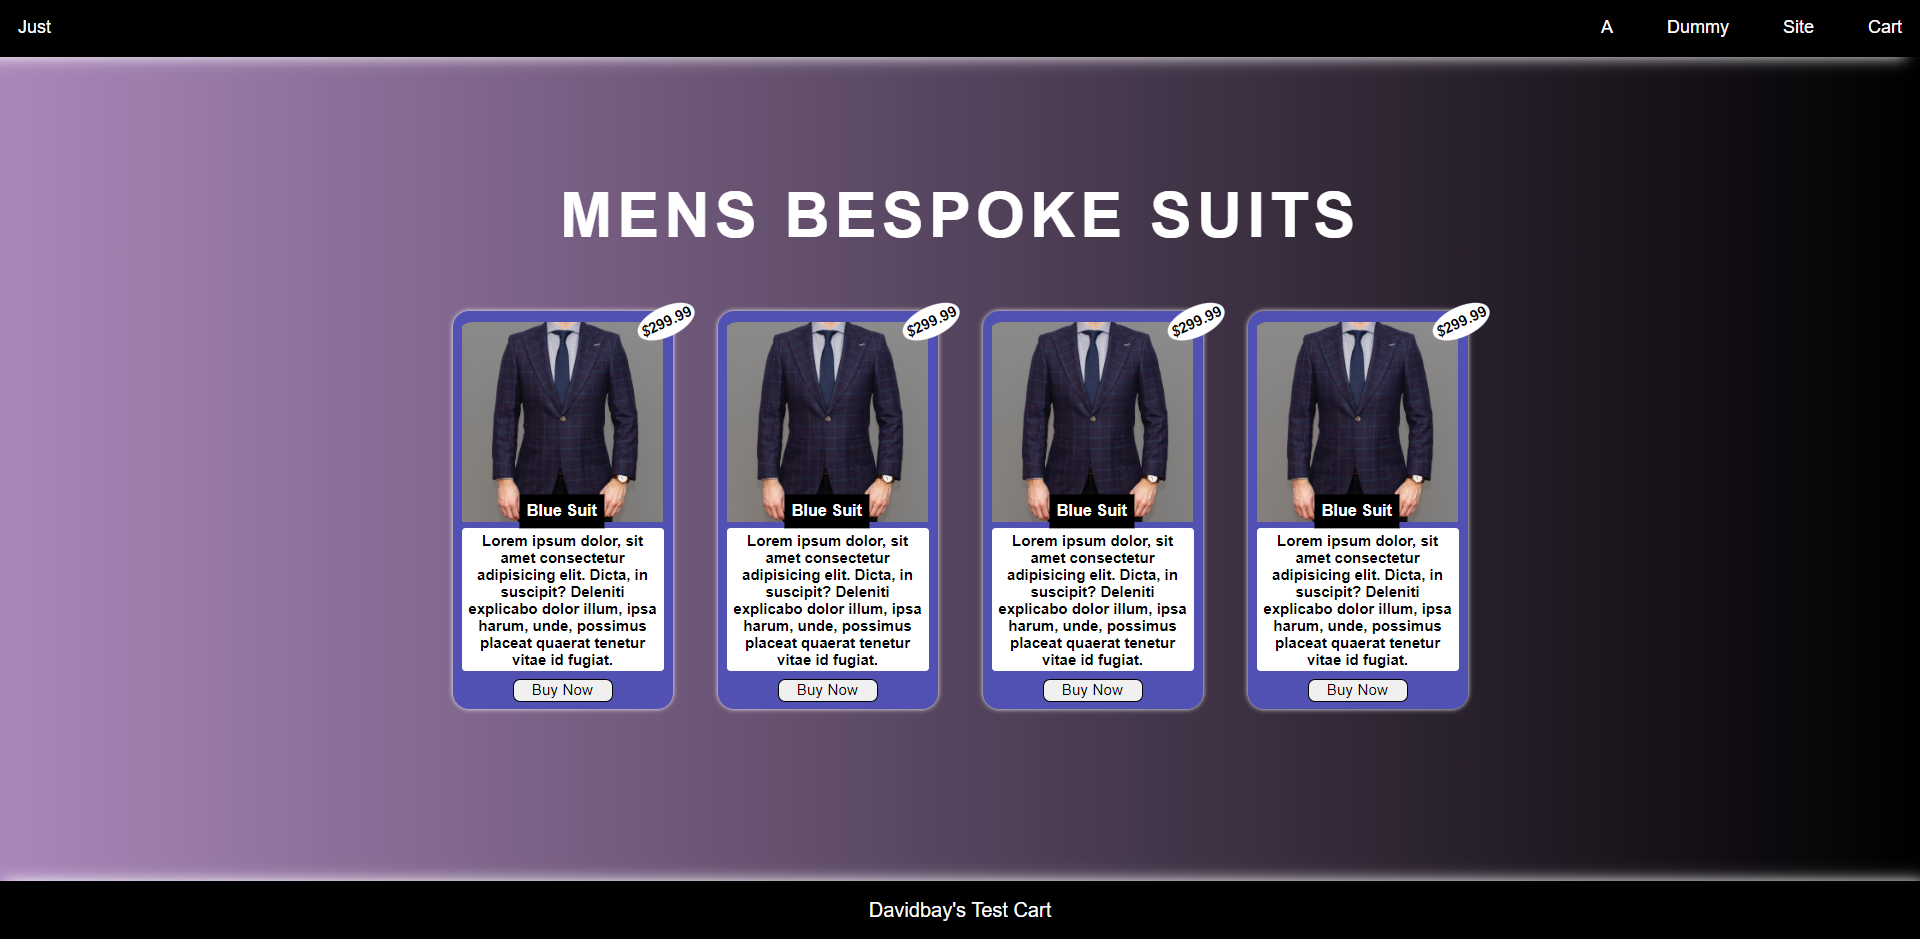 Just
A Dummy Site Cart
MENS BESPOKE SUITS
$299.99
Blue Suit
Lorem ipsum dolor, sit
amet consectetur
adipisicing elit. Dicta, in
suscipit? Deleniti
explicabo dolor illum, ipsa
harum, unde, possimus
placeat quaerat tenetur
vitae id fugiat.
Buy Now
$299.99
Blue Suit
Lorem ipsum dolor, sit
amet consectetur
adipisicing elit. Dicta, in
suscipit? Deleniti
explicabo dolor illum, ipsa
harum, unde, possimus
placeat quaerat tenetur
vitae id fugiat.
Buy Now
$299.99
Blue Suit
Lorem ipsum dolor, sit
amet consectetur
adipisicing elit. Dicta, in
suscipit? Deleniti
explicabo dolor illum, ipsa
harum, unde, possimus
placeat quaerat tenetur
vitae id fugiat.
Buy Now
$299.99
Blue Suit
Lorem ipsum dolor, sit
amet consectetur
adipisicing elit. Dicta, in
suscipit? Deleniti
explicabo dolor illum, ipsa
harum, unde, possimus
placeat quaerat tenetur
vitae id fugiat.
Buy Now
Davidbay's Test Cart